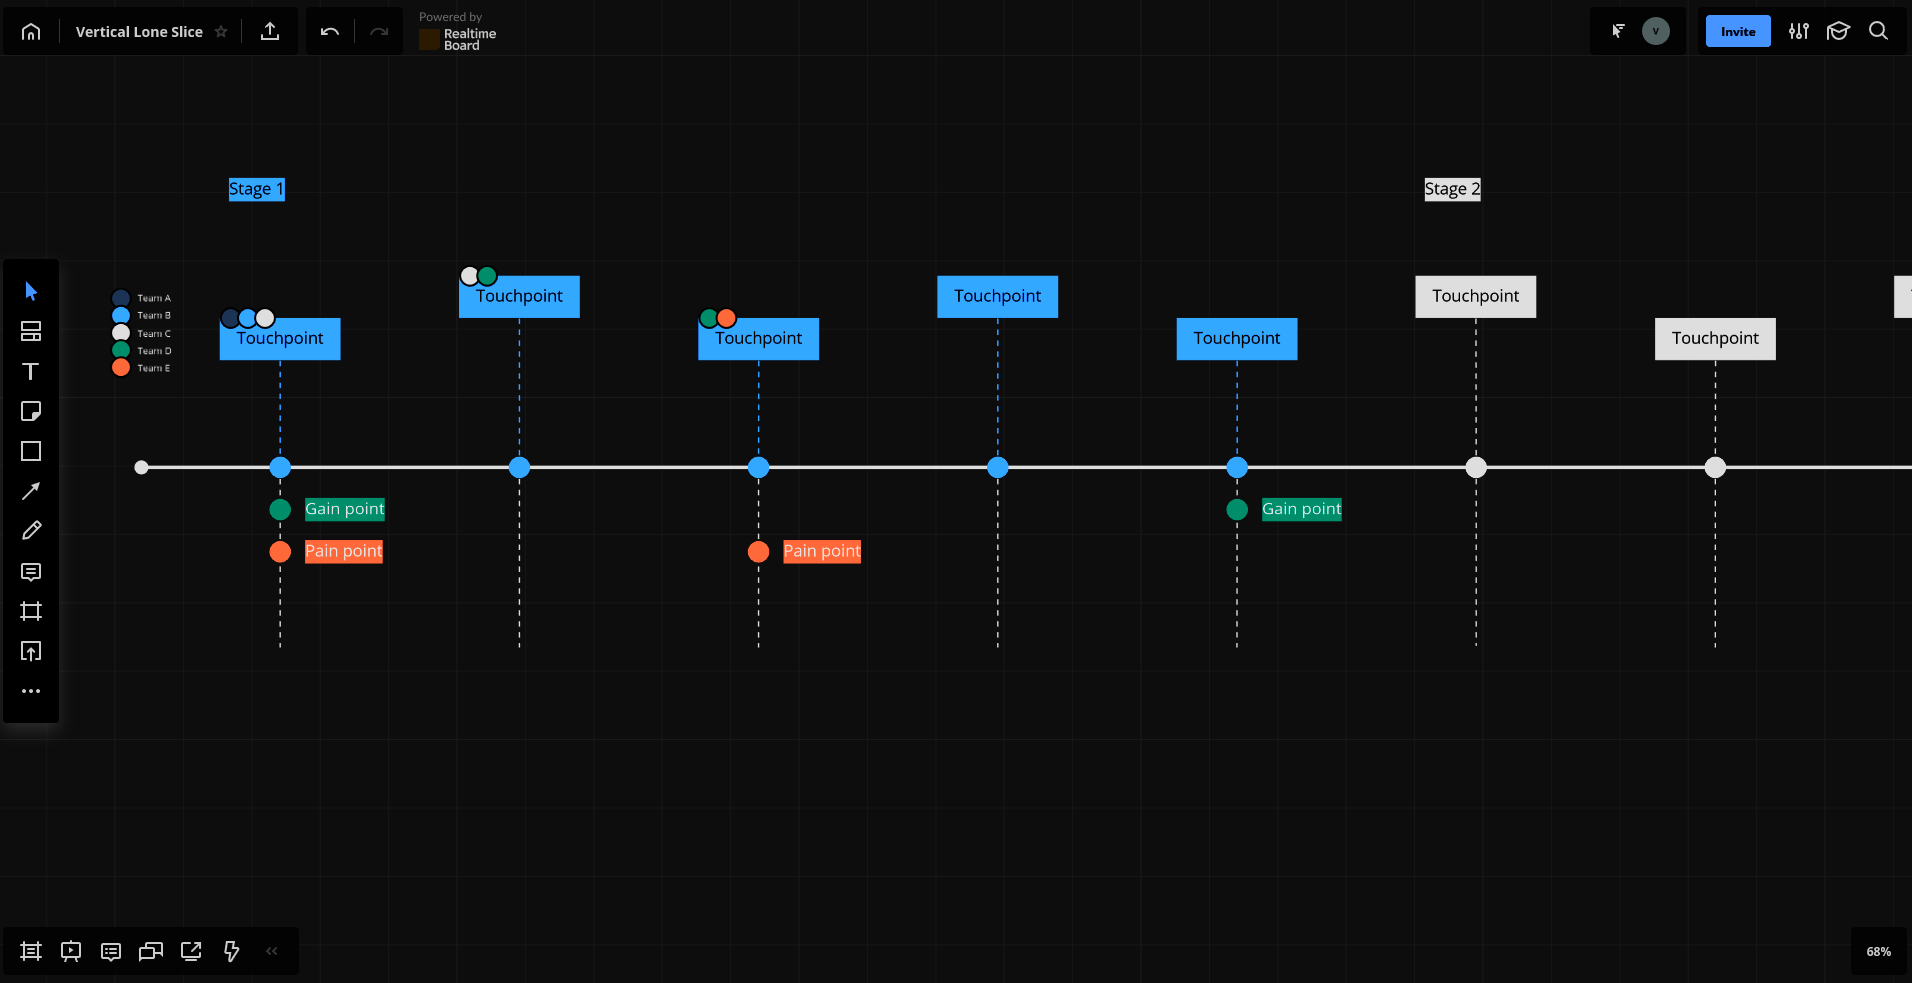 Vertical Lone Slice
Powered by
Realtime
Board
V
Invite
Stage 1
Stage 2
Team A
Team B
Team C
Team D
Team E
Touchpoint
Touchpoint
Touchpoint
Touchpoint
Touchpoint
Touchpoint
Touchpoint
Gain point
Pain point
Pain point
Gain point
68%